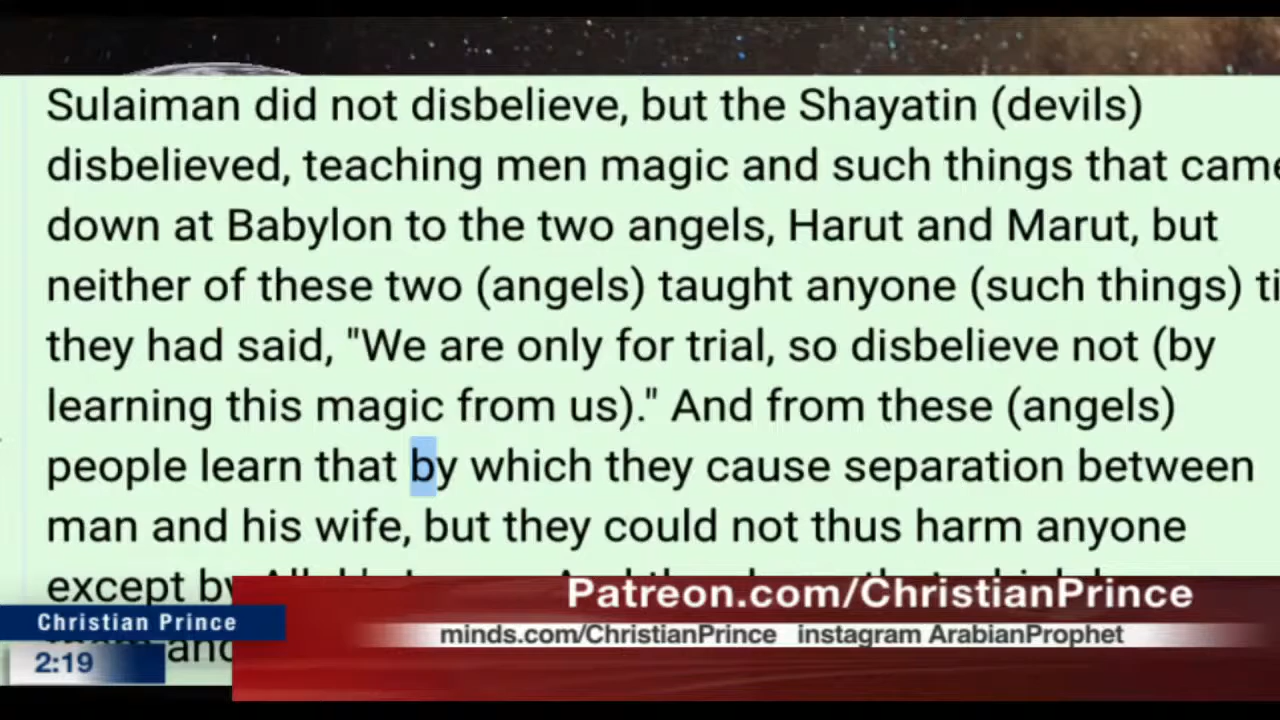 Sulaiman did not disbelieve, but the Shayatin (devils)
disbelieved, teaching men magic and such things that came
down at Babylon to the two angels, Harut and Marut, but
neither of these two (angels) taught anyone (such things)
they had said, "We are only for trial, so disbelieve not (by
learning this magic from us)." And from these (angels)
people learn that by which they cause separation between
man and his wife, but they could not thus harm anyone
except by
Patreon.com/ChristianPrince
Christian Prince
minds.com/ChristianPrince instagram ArabianProphet
2:19